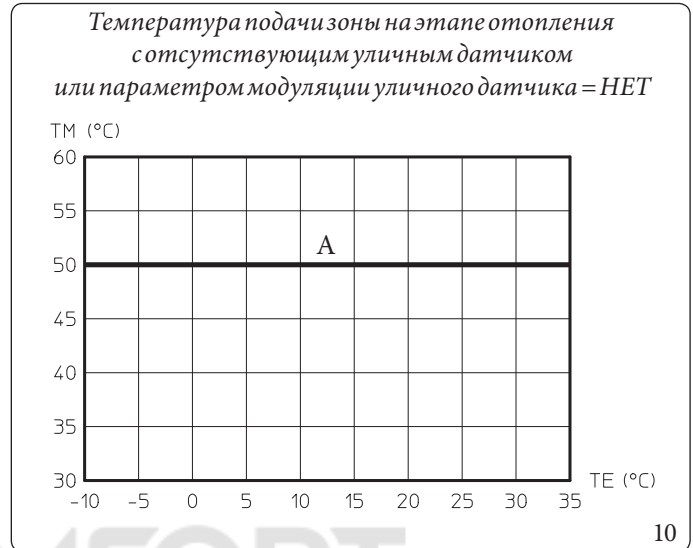 Температура подачи зоны на этапе отопления
с отсутствующим уличным датчиком
или параметром модуляции уличного датчика = НЕТ
TM (°C)
60
55
A
50
45
40
35
30
TE (°C)
-10 -5 0 5 10 15 20 25 30 35
10